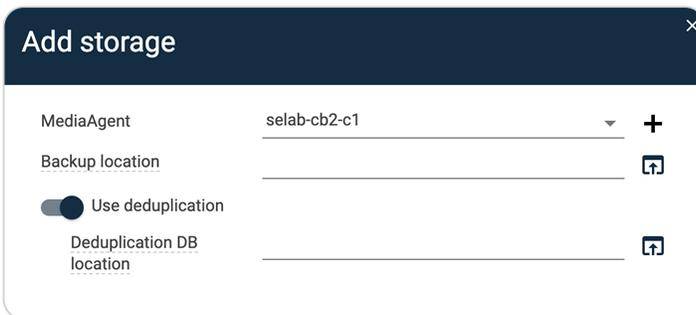 Add storage
MediaAgent
selab-cb2-c1
Backup location
Use deduplication
Deduplication DB
location